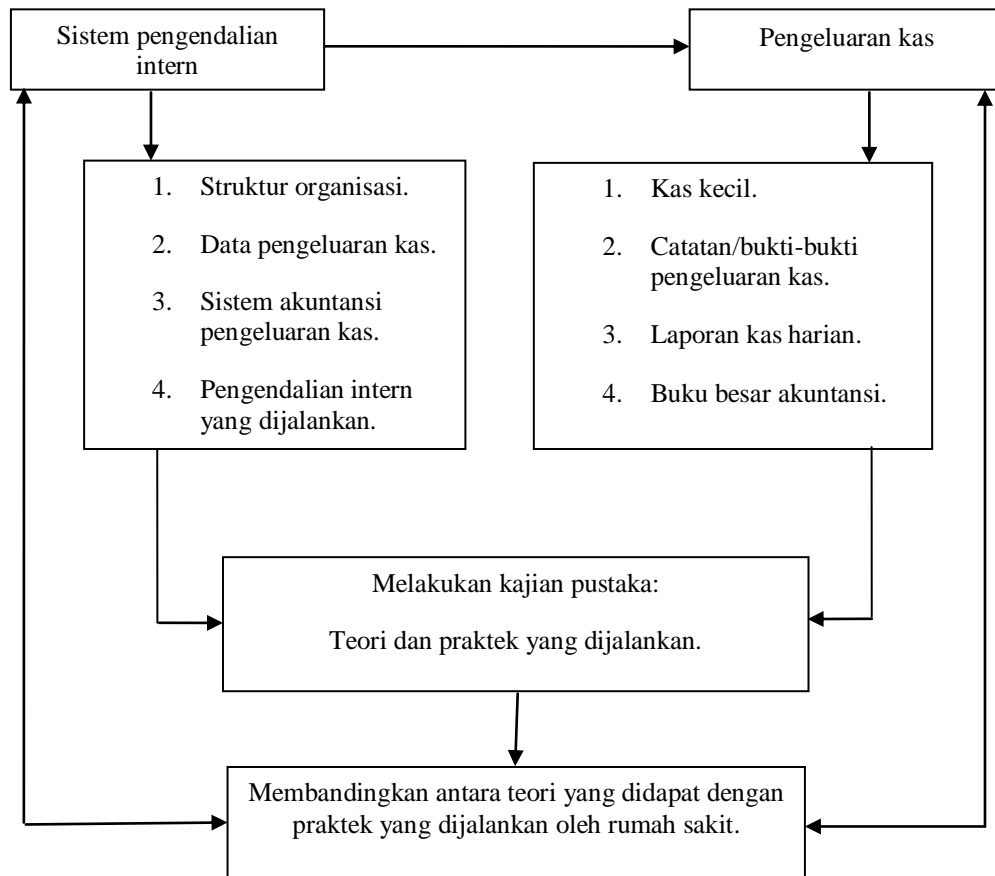 Sistem pengendalian
intern
Pengeluaran kas
1. Struktur organisasi.
2. Data pengeluaran kas.
3. Sistem akuntansi
pengeluaran kas.
4. Pengendalian intern
yang dijalankan.
1. Kas kecil.
2. Catatan/bukti-bukti
pengeluaran kas.
3. Laporan kas harian.
4. Buku besar akuntansi.
Melakukan kajian pustaka:
Teori dan praktek yang dijalankan.
Membandingkan antara teori yang didapat dengan
praktek yang dijalankan oleh rumah sakit.